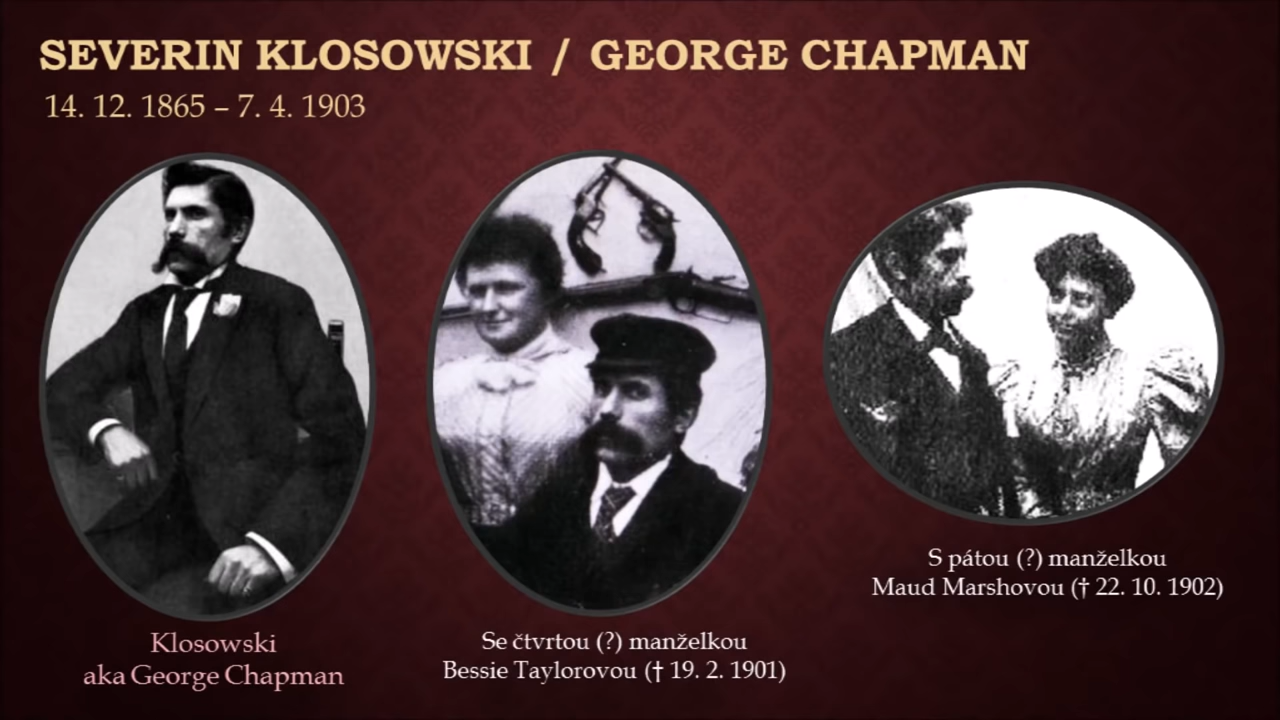 SEVERIN KLOSOWSKI / GEORGE CHAPMAN
14. 12. 1865 – 7. 4. 1903
Klosowski
aka George Chapman
Se čtvrtou (?) manželkou
Bessie Taylorovou († 19. 2. 1901)
S pátou (?) manželkou
Maud Marshovou († 22. 10. 1902)